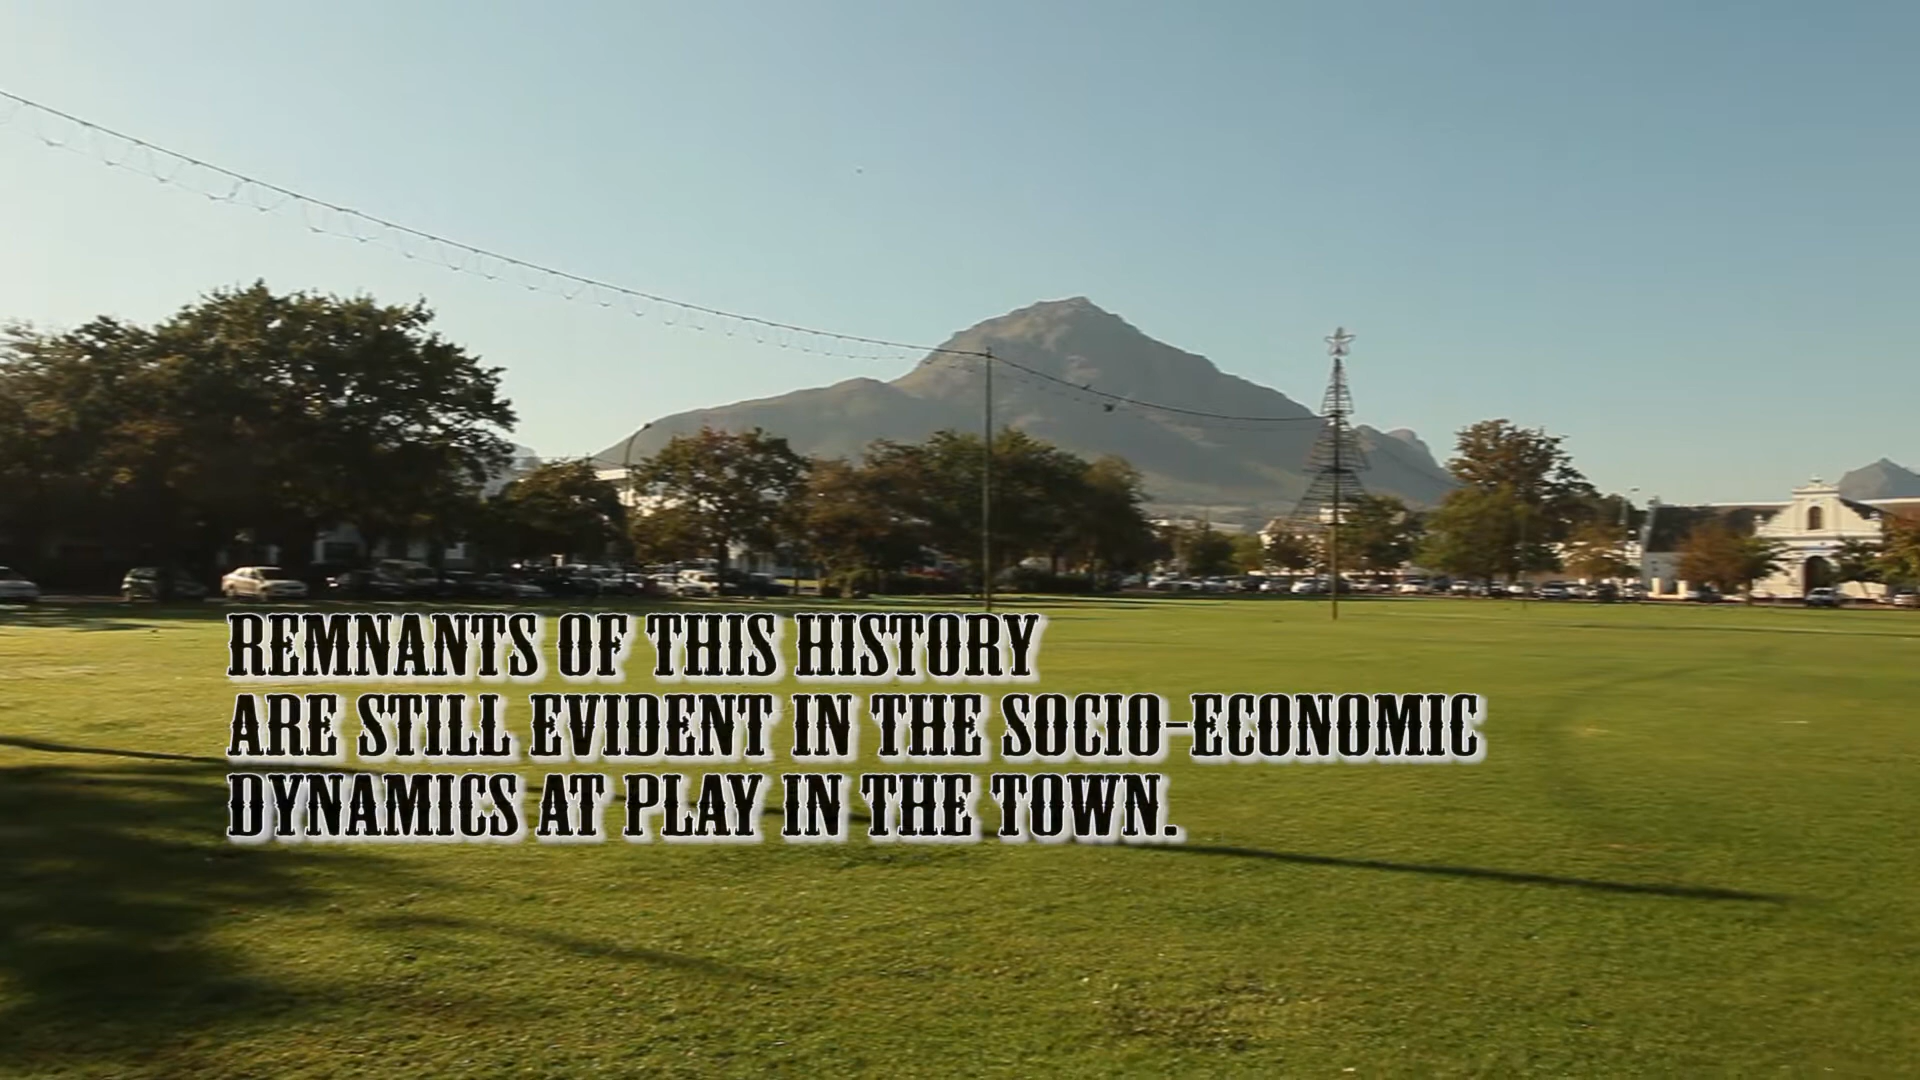 REMNANTS OF THIS HISTORY
ARE STILL EVIDENT IN THE SOCIO-ECONOMIC
DYNAMICS AT PLAY IN THE TOWN.